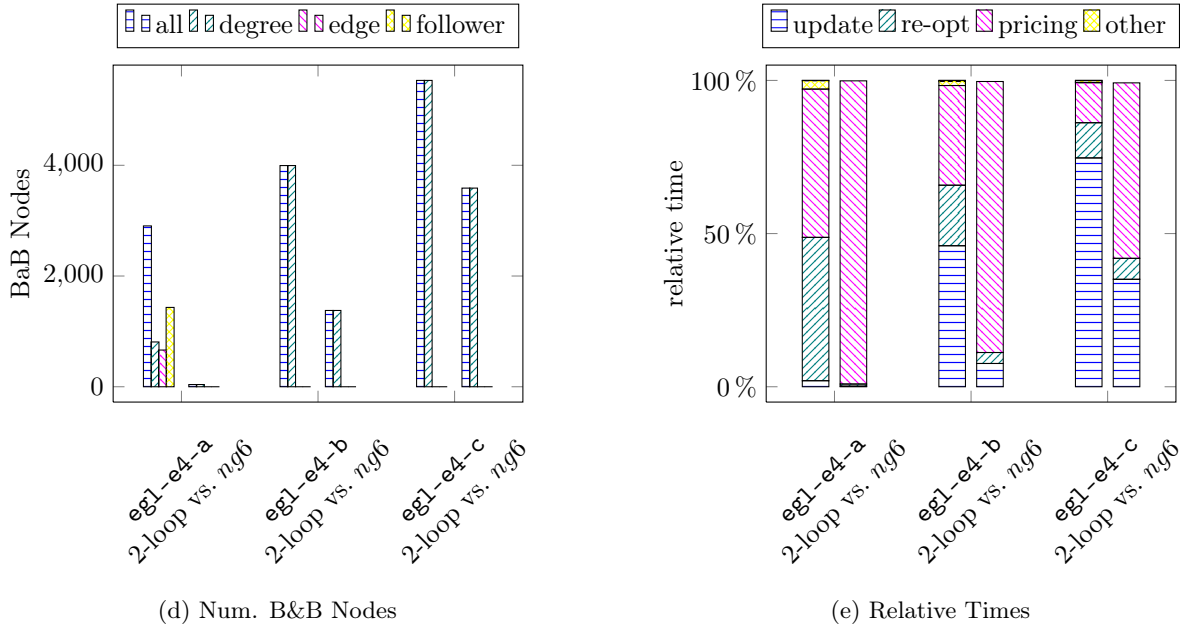 all degree edge follower
BaB Nodes
4,000
2,000
0
egl-e4-a
2-loop vs. ng6
egl-e4-b
2-loop vs. ng6
egl-e4-c
2-loop vs. ng6
(d) Num. B&B Nodes
update re-opt pricing other
relative time
100 %
50 %
0 %
egl-e4-a
2-loop vs. ng6
egl-e4-b
2-loop vs. ng6
egl-e4-c
2-loop vs. ng6
(e) Relative Times